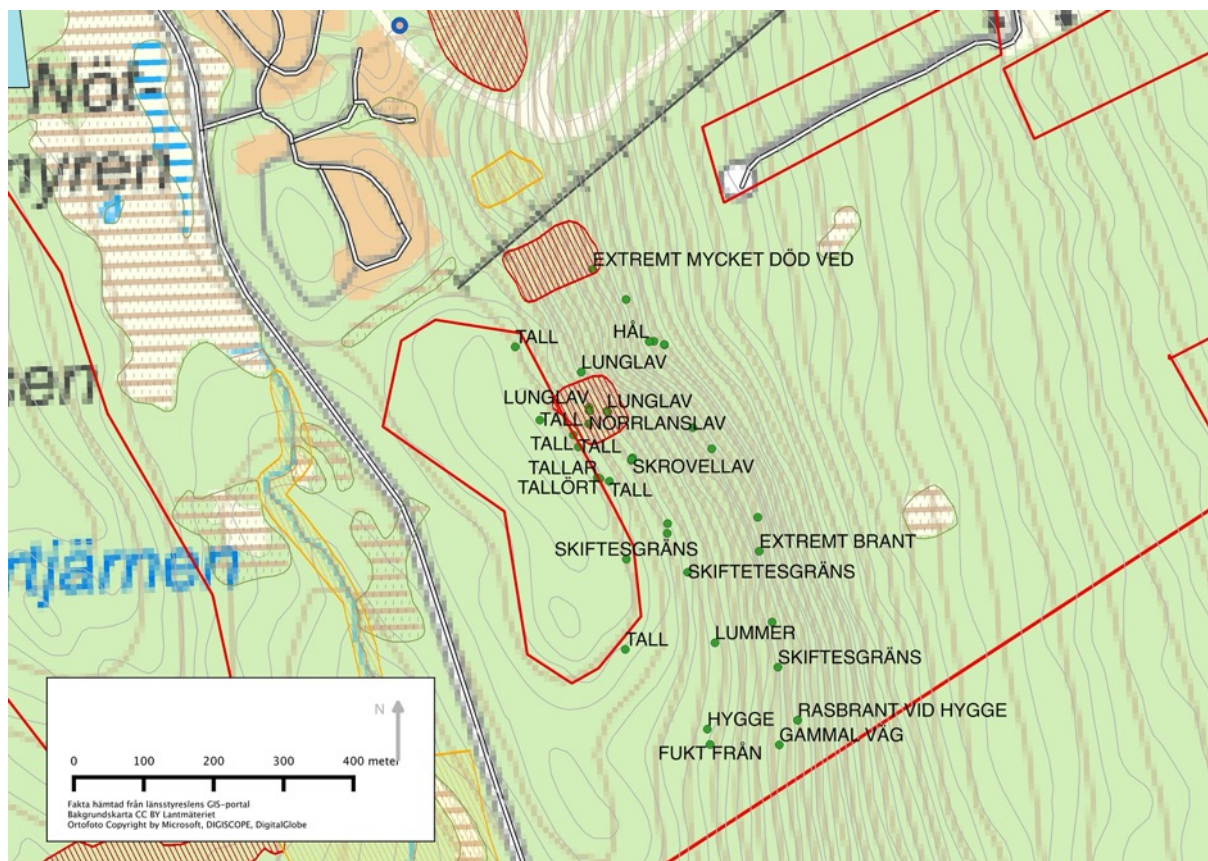 Nöt-
myren
sen
rtjärnen
EXTREMT MYCKET DÖD VED
HÅL
TALL
LUNGLAV
LUNGLAV
LUNGLAV
TALL
NORRLANSLAV
TALL
TALL
TALLAR
SKROVELLAV
TALLÖRT
TALL
SKIFTESGRÄNS
EXTREMT BRANT
SKIFTETESGRÄNS
TALL
LUMMER
SKIFTESGRÄNS
HYGGE
RASBRANT VID HYGGE
FUKT FRÅN
GAMMAL VÄG
N
0 100 200 300 400 meter
Fakta hämtad från länsstyrelsens GIS-portal
Bakgrundskarta CC BY Lantmäteriet
Ortofoto Copyright by Microsoft, DIGISCOPE, DigitalGlobe